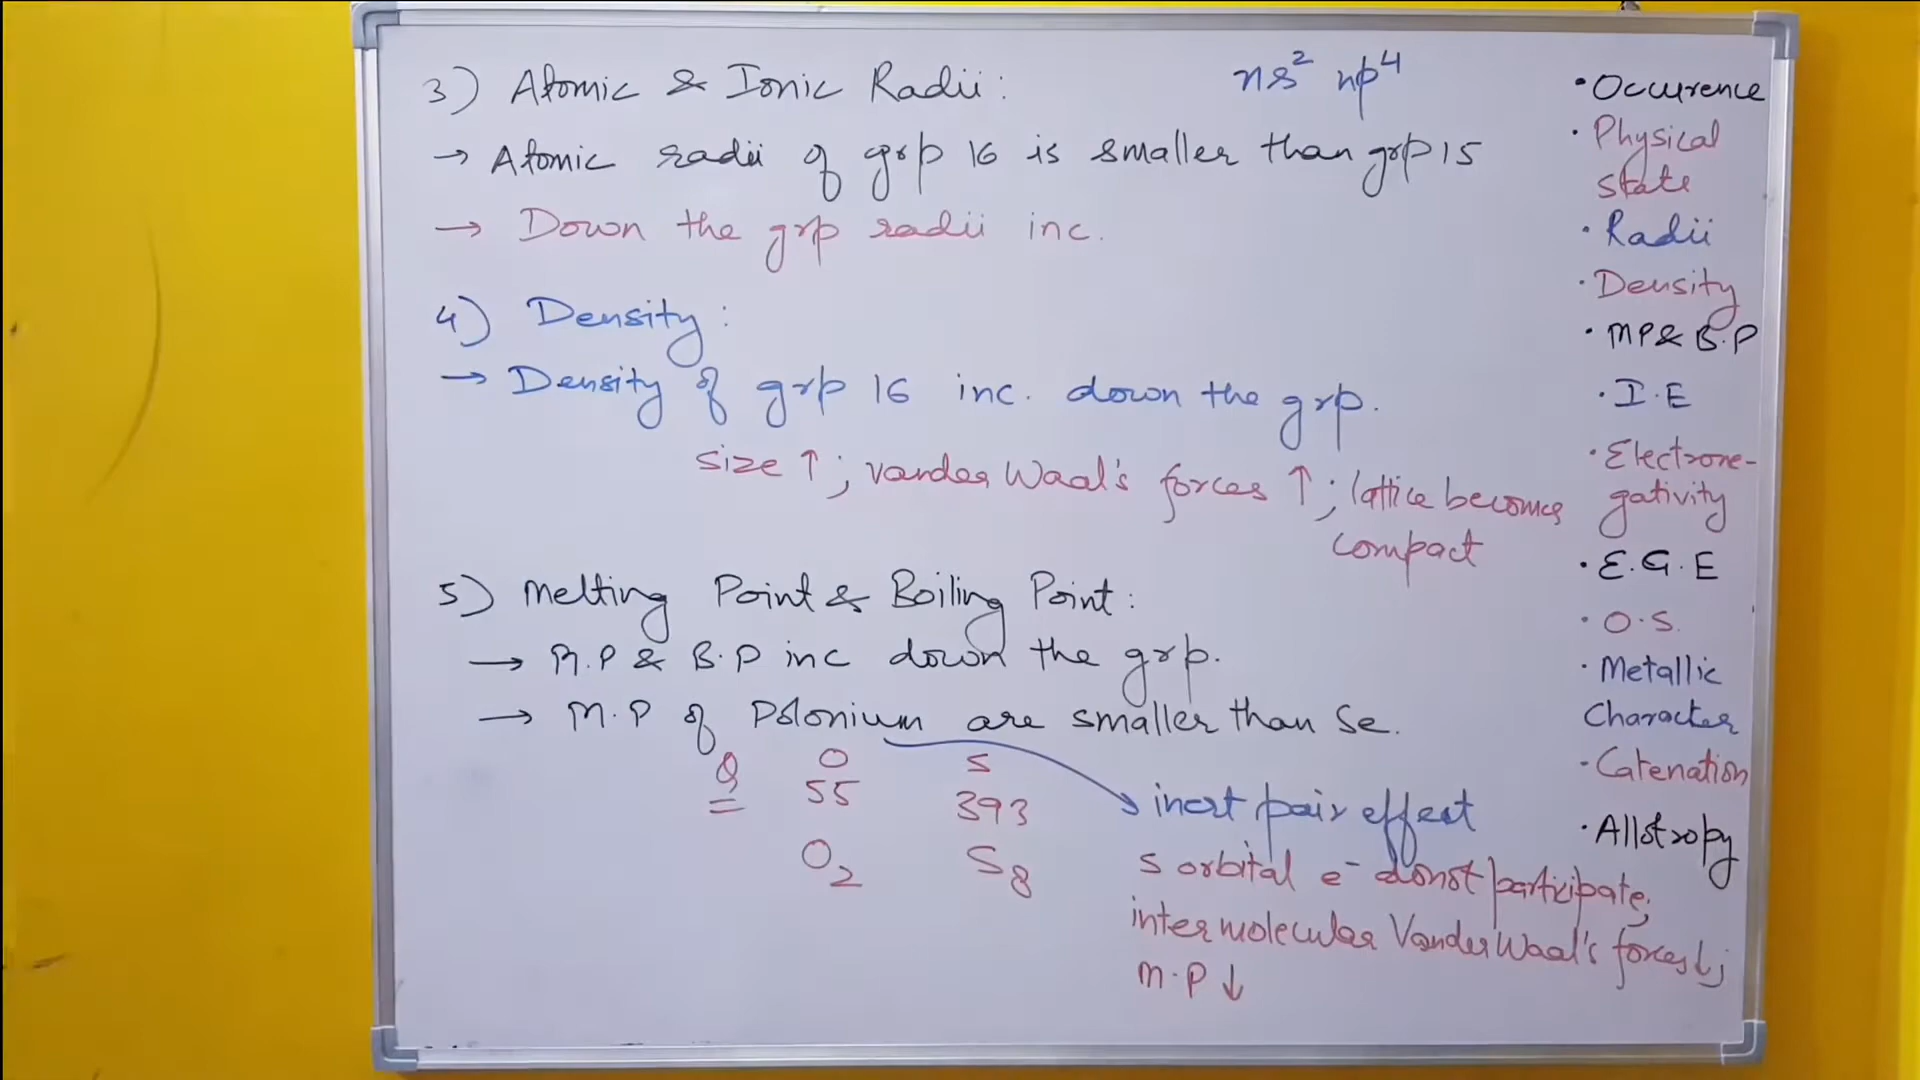 3) Atomic & Ionic Radii:
ns² np⁴
→ Atomic radii of grp 16 is smaller than grp 15
→ Down the grp radii inc.
4) Density:
→ Density of grp 16 inc. down the grp.
size ↑; vander Waal's forces ↑; lattice becomes
compact
5) Melting Point & Boiling Point:
→ M.P & B.P inc down the grp.
→ M.P of Polonium are smaller than Se.
Q O S
55 393
O₂ S₈
inert pair effect
s orbital e⁻ donot participate;
intermolecular VanderWaal's forces↓;
M.P ↓
• Occurence
• Physical
state
• Radii
• Density
• MP & B.P
• I.E
• Electrone-
gativity
• E.G.E
• O.S.
• Metallic
Character
• Catenation
• Allotropy